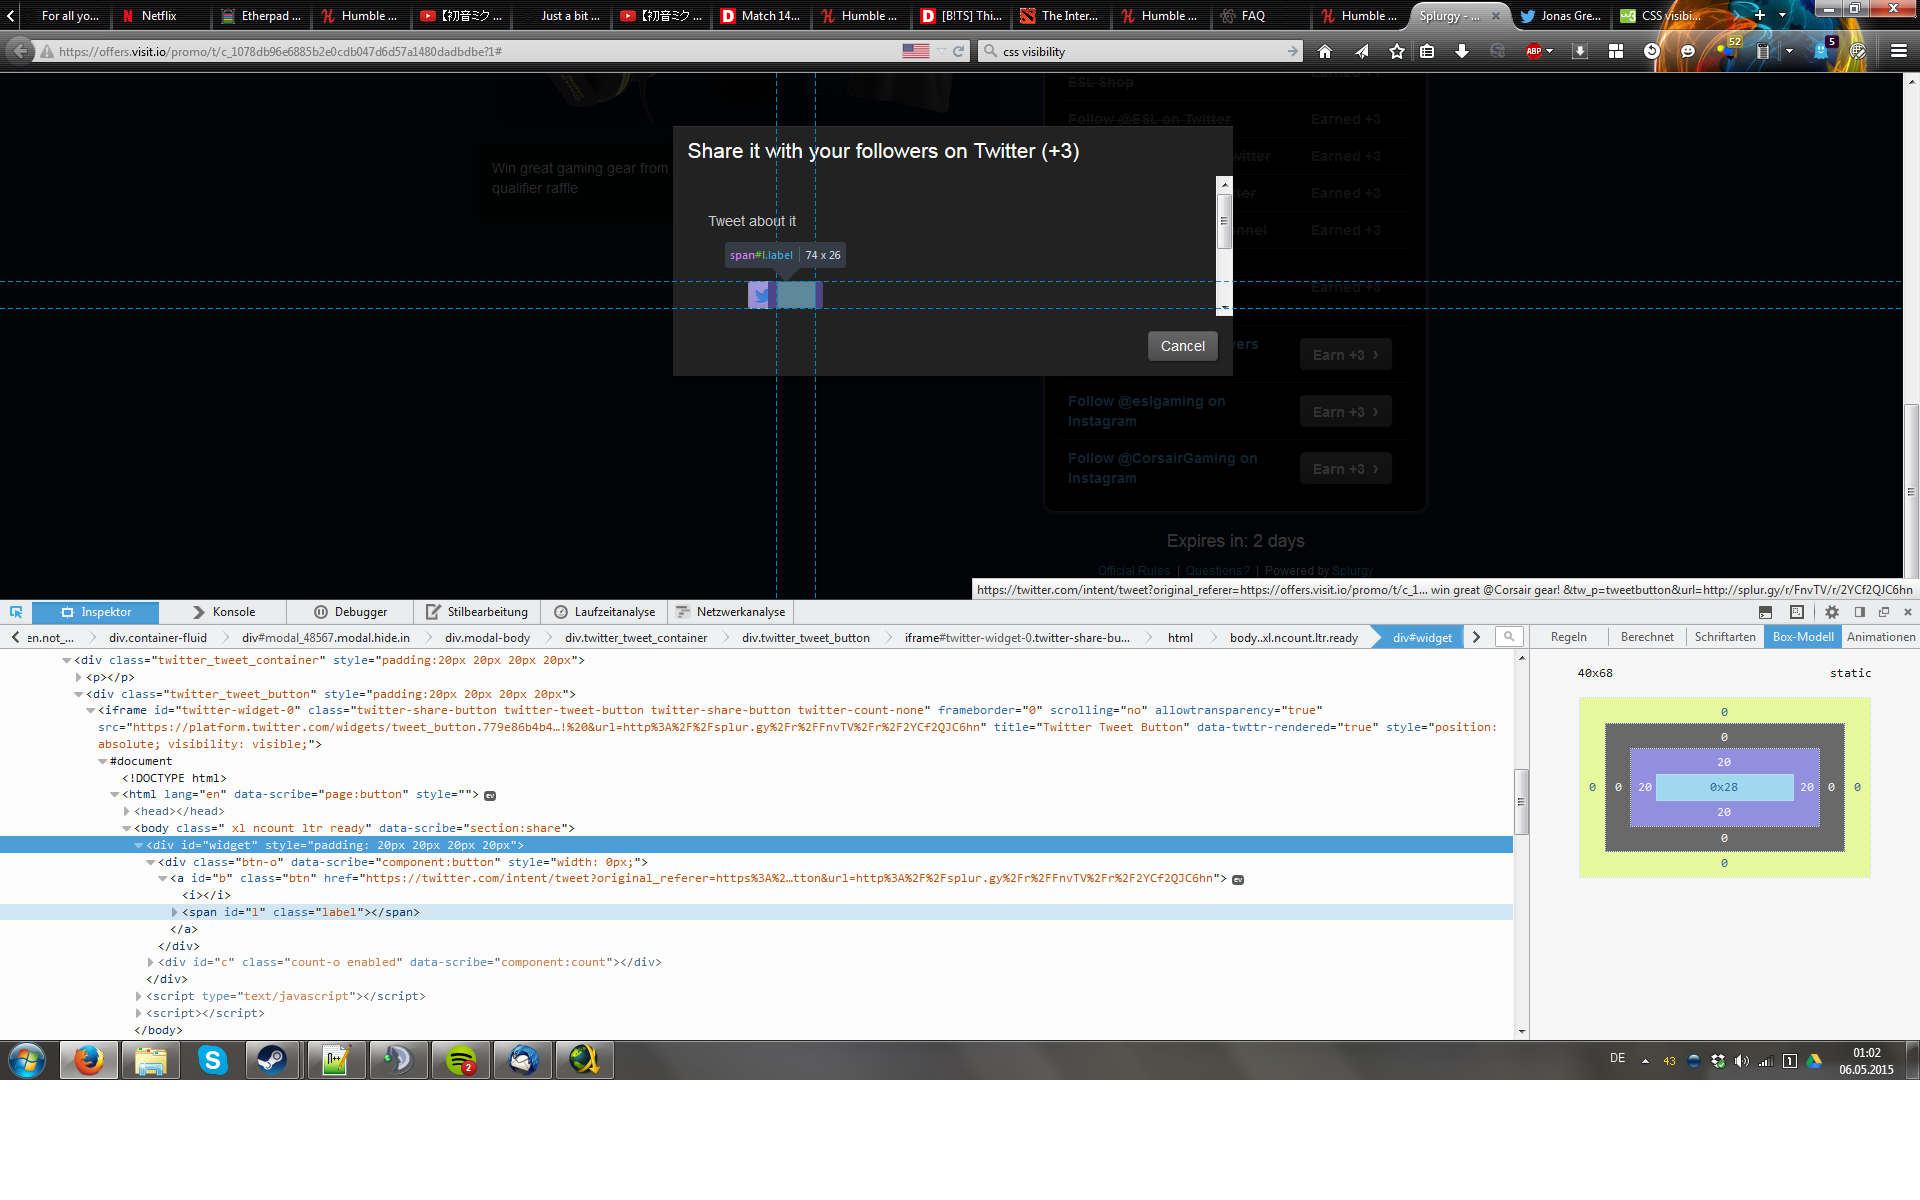 For all yo...
Netflix
Etherpad ...
Humble ...
【初音ミク ...
Just a bit ...
【初音ミク ...
Match 14...
Humble ...
[B!TS] Thi...
The Inter...
Humble ...
FAQ
Humble ...
Splurgy - ...
Jonas Gre...
CSS visibi...
https://offers.visit.io/promo/t/c_1078db96e6885b2e0cdb047d6d57a1480dadbdbe?1#
css visibility
ABP
52
5
ESL Shop
Follow @ESL on Twitter
Earned +3
Share it with your followers on Twitter (+3)
Earned +3
Win great gaming gear from
qualifier raffle
Earned +3
Tweet about it
Earned +3
span#l.label
74 x 26
Earned +3
Cancel
Earn +3 ›
Follow @eslgaming on
Instagram
Earn +3 ›
Follow @CorsairGaming on
Instagram
Earn +3 ›
Expires in: 2 days
Official Rules | Questions? | Powered by Splurgy
https://twitter.com/intent/tweet?original_referer=https://offers.visit.io/promo/t/c_1... win great @Corsair gear! &tw_p=tweetbutton&url=http://splur.gy/r/FnvTV/r/2YCf2QJC6hn
Inspektor
Konsole
Debugger
Stilbearbeitung
Laufzeitanalyse
Netzwerkanalyse
en.not_...
div.container-fluid
div#modal_48567.modal.hide.in
div.modal-body
div.twitter_tweet_container
div.twitter_tweet_button
iframe#twitter-widget-0.twitter-share-bu...
html
body..xl.ncount.ltr.ready
div#widget
Regeln
Berechnet
Schriftarten
Box-Modell
Animationen
<div class="twitter_tweet_container" style="padding:20px 20px 20px 20px">
<p></p>
<div class="twitter_tweet_button" style="padding:20px 20px 20px 20px">
<iframe id="twitter-widget-0" class="twitter-share-button twitter-tweet-button twitter-share-button twitter-count-none" frameborder="0" scrolling="no" allowtransparency="true"
src="https://platform.twitter.com/widgets/tweet_button.779e86b4b4…!%20&url=http%3A%2F%2Fsplur.gy%2Fr%2FFnvTV%2Fr%2F2YCf2QJC6hn" title="Twitter Tweet Button" data-twttr-rendered="true" style="position:
absolute; visibility: visible;">
#document
<!DOCTYPE html>
<html lang="en" data-scribe="page:button" style=""> ev
<head></head>
<body class=" xl ncount ltr ready" data-scribe="section:share">
<div id="widget" style="padding: 20px 20px 20px 20px">
<div class="btn-o" data-scribe="component:button" style="width: 0px;">
<a id="b" class="btn" href="https://twitter.com/intent/tweet?original_referer=https%3A%2…tton&url=http%3A%2F%2Fsplur.gy%2Fr%2FFnvTV%2Fr%2F2YCf2QJC6hn"> ev
<i></i>
<span id="l" class="label"></span>
</a>
</div>
<div id="c" class="count-o enabled" data-scribe="component:count"></div>
</div>
<script type="text/javascript"></script>
<script></script>
</body>
40x68
static
0
0
20
0 0 20 0x28 20 0 0
20
0
0
2
DE
43
01:02
06.05.2015